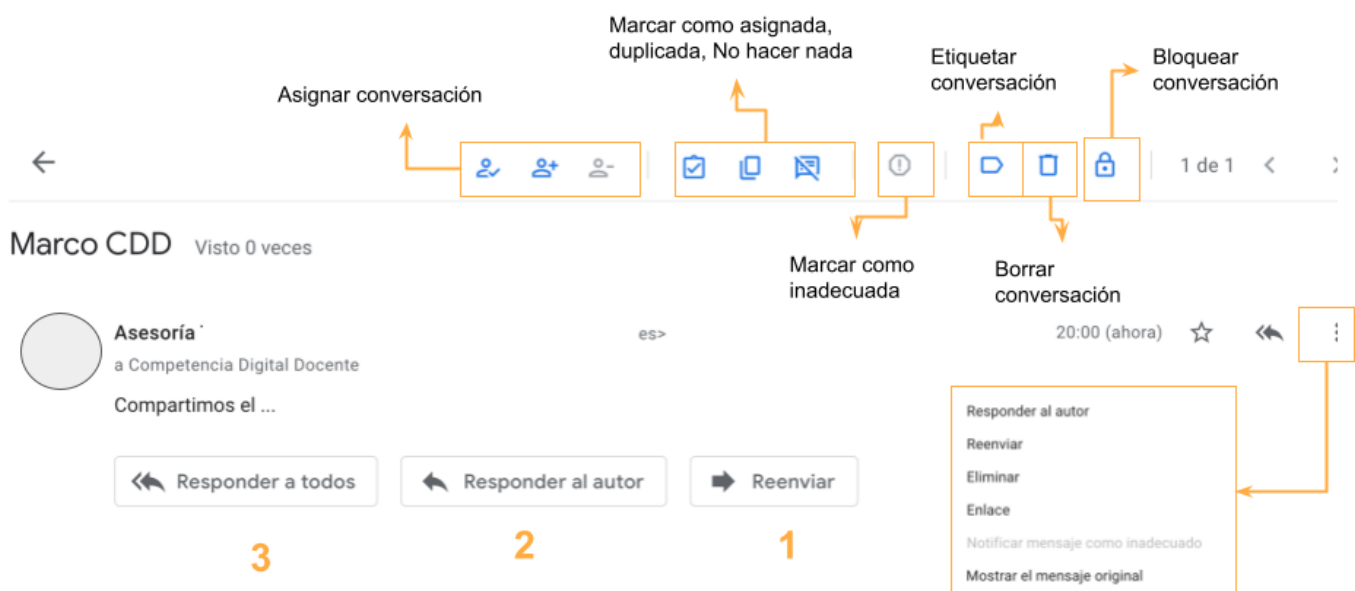 Marcar como asignada,
duplicada, No hacer nada
Etiquetar
conversación
Bloquear
conversación
Asignar conversación
1 de 1
Marco CDD Visto 0 veces
Marcar como
inadecuada
Borrar
conversación
Asesoría es> 20:00 (ahora)
a Competencia Digital Docente
Compartimos el ...
Responder a todos Responder al autor Reenviar
3 2 1
Responder al autor
Reenviar
Eliminar
Enlace
Notificar mensaje como inadecuado
Mostrar el mensaje original